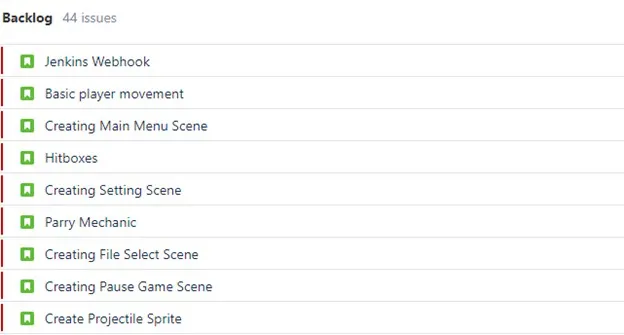 Backlog 44 issues
Jenkins Webhook
Basic player movement
Creating Main Menu Scene
Hitboxes
Creating Setting Scene
Parry Mechanic
Creating File Select Scene
Creating Pause Game Scene
Create Projectile Sprite